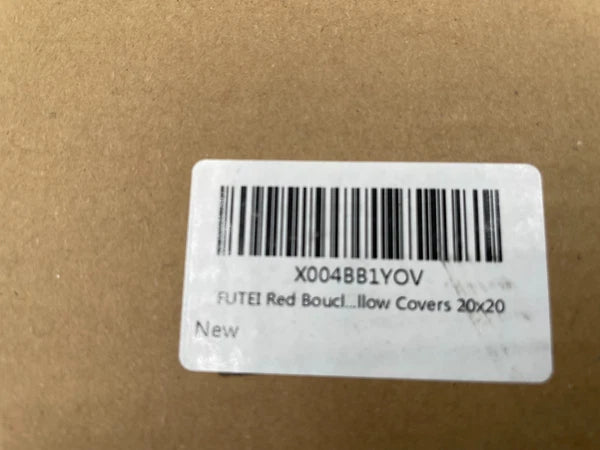 X004BB1YOV
FUTEI Red Boucl...llow Covers 20x20
New